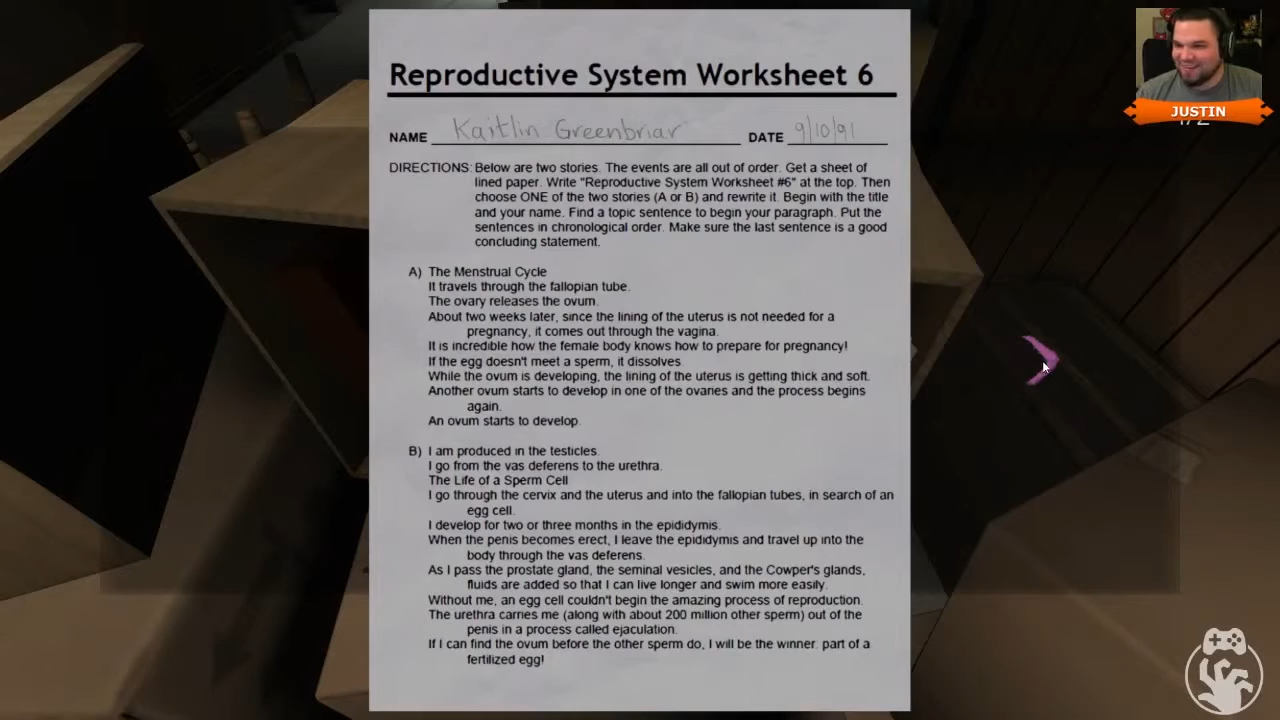 Reproductive System Worksheet 6
NAME Kaitlin Greenbriar DATE 9/10/91
DIRECTIONS: Below are two stories. The events are all out of order. Get a sheet of
lined paper. Write "Reproductive System Worksheet #6" at the top. Then
choose ONE of the two stories (A or B) and rewrite it. Begin with the title
and your name. Find a topic sentence to begin your paragraph. Put the
sentences in chronological order. Make sure the last sentence is a good
concluding statement.
A) The Menstrual Cycle
It travels through the fallopian tube.
The ovary releases the ovum.
About two weeks later, since the lining of the uterus is not needed for a
pregnancy, it comes out through the vagina.
It is incredible how the female body knows how to prepare for pregnancy!
If the egg doesn't meet a sperm, it dissolves.
While the ovum is developing, the lining of the uterus is getting thick and soft.
Another ovum starts to develop in one of the ovaries and the process begins
again.
An ovum starts to develop.
B) I am produced in the testicles.
I go from the vas deferens to the urethra.
The Life of a Sperm Cell
I go through the cervix and the uterus and into the fallopian tubes, in search of an
egg cell.
I develop for two or three months in the epididymis.
When the penis becomes erect, I leave the epididymis and travel up into the
body through the vas deferens.
As I pass the prostate gland, the seminal vesicles, and the Cowper's glands,
fluids are added so that I can live longer and swim more easily.
Without me, an egg cell couldn't begin the amazing process of reproduction.
The urethra carries me (along with about 200 million other sperm) out of the
penis in a process called ejaculation.
If I can find the ovum before the other sperm do, I will be the winner, part of a
fertilized egg!
JUSTIN